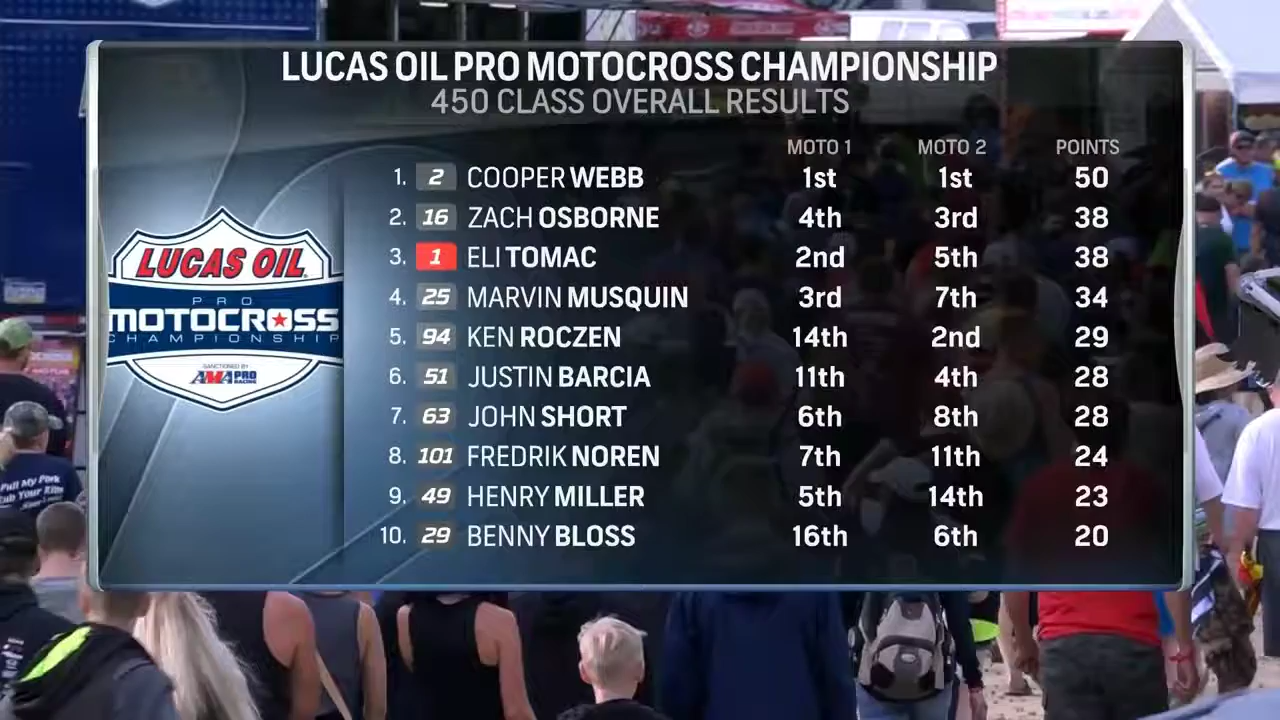 LUCAS OIL PRO MOTOCROSS CHAMPIONSHIP
450 CLASS OVERALL RESULTS
MOTO 1 MOTO 2 POINTS
1. 2 COOPER WEBB 1st 1st 50
2. 16 ZACH OSBORNE 4th 3rd 38
3. 1 ELI TOMAC 2nd 5th 38
4. 25 MARVIN MUSQUIN 3rd 7th 34
5. 94 KEN ROCZEN 14th 2nd 29
6. 51 JUSTIN BARCIA 11th 4th 28
7. 63 JOHN SHORT 6th 8th 28
8. 101 FREDRIK NOREN 7th 11th 24
9. 49 HENRY MILLER 5th 14th 23
10. 29 BENNY BLOSS 16th 6th 20
LUCAS OIL
PRO
MOTOCROSS
CHAMPIONSHIP
SANCTIONED BY
AMA PRO
RACING
Pull My Pork